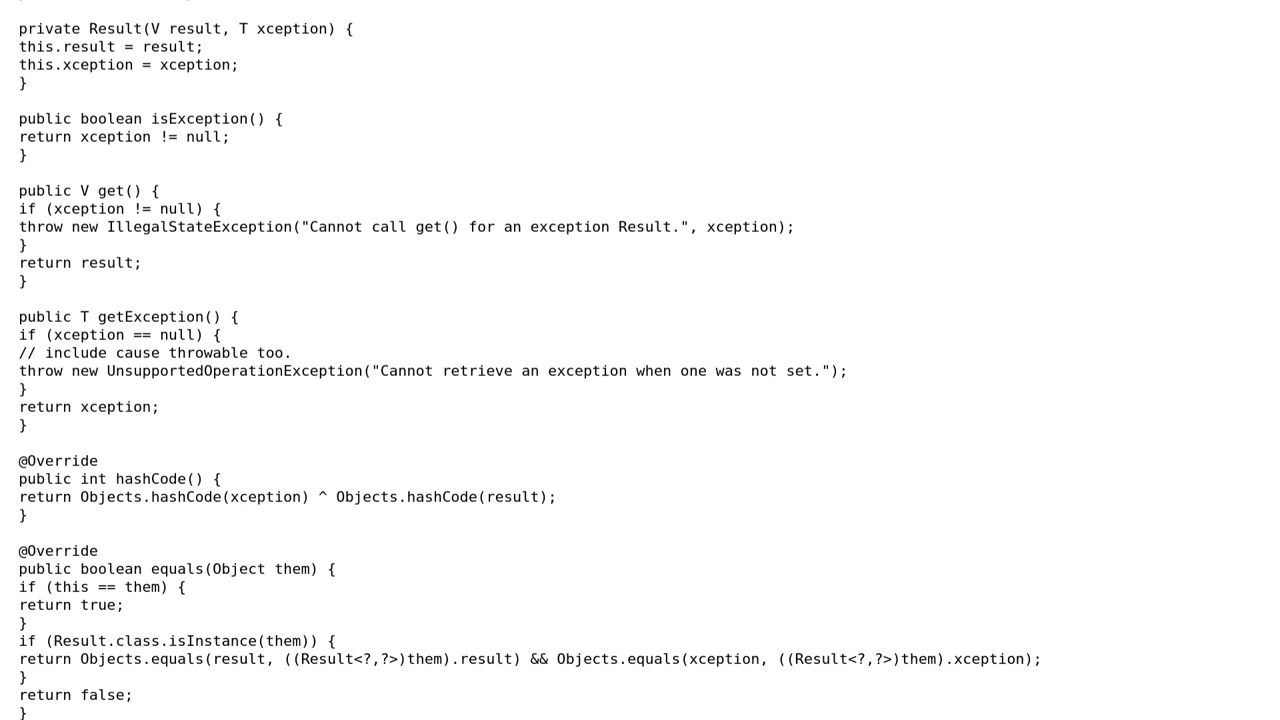 private Result(V result, T xception) {
this.result = result;
this.xception = xception;
}

public boolean isException() {
return xception != null;
}

public V get() {
if (xception != null) {
throw new IllegalStateException("Cannot call get() for an exception Result.", xception);
}
return result;
}

public T getException() {
if (xception == null) {
// include cause throwable too.
throw new UnsupportedOperationException("Cannot retrieve an exception when one was not set.");
}
return xception;
}

@Override
public int hashCode() {
return Objects.hashCode(xception) ^ Objects.hashCode(result);
}

@Override
public boolean equals(Object them) {
if (this == them) {
return true;
}
if (Result.class.isInstance(them)) {
return Objects.equals(result, ((Result<?,?>)them).result) && Objects.equals(xception, ((Result<?,?>)them).xception);
}
return false;
}